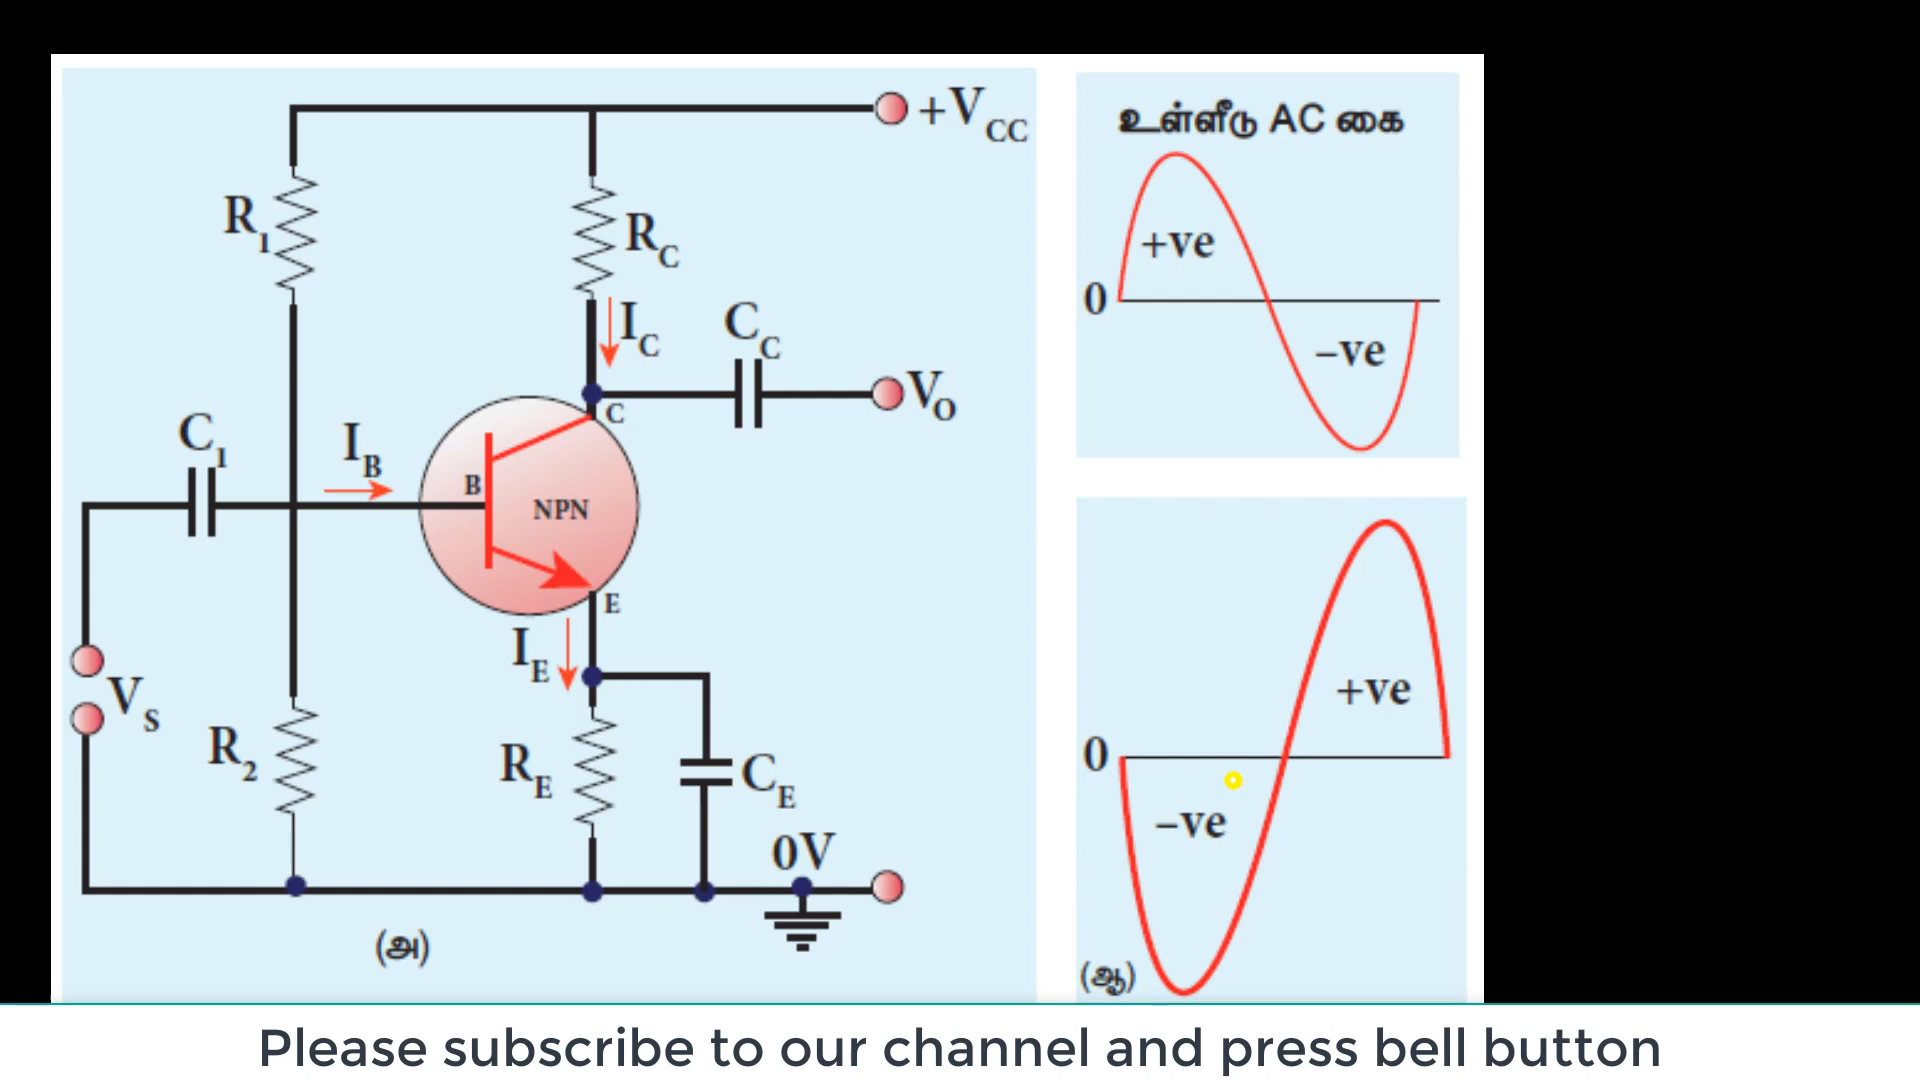 +VCC
R1
RC
IC
CC
VO
C
C1
IB
B
NPN
E
IE
VS
R2
RE
CE
0V
(அ)
உள்ளீடு AC கை
+ve
0
–ve
+ve
0
–ve
(ஆ)
Please subscribe to our channel and press bell button